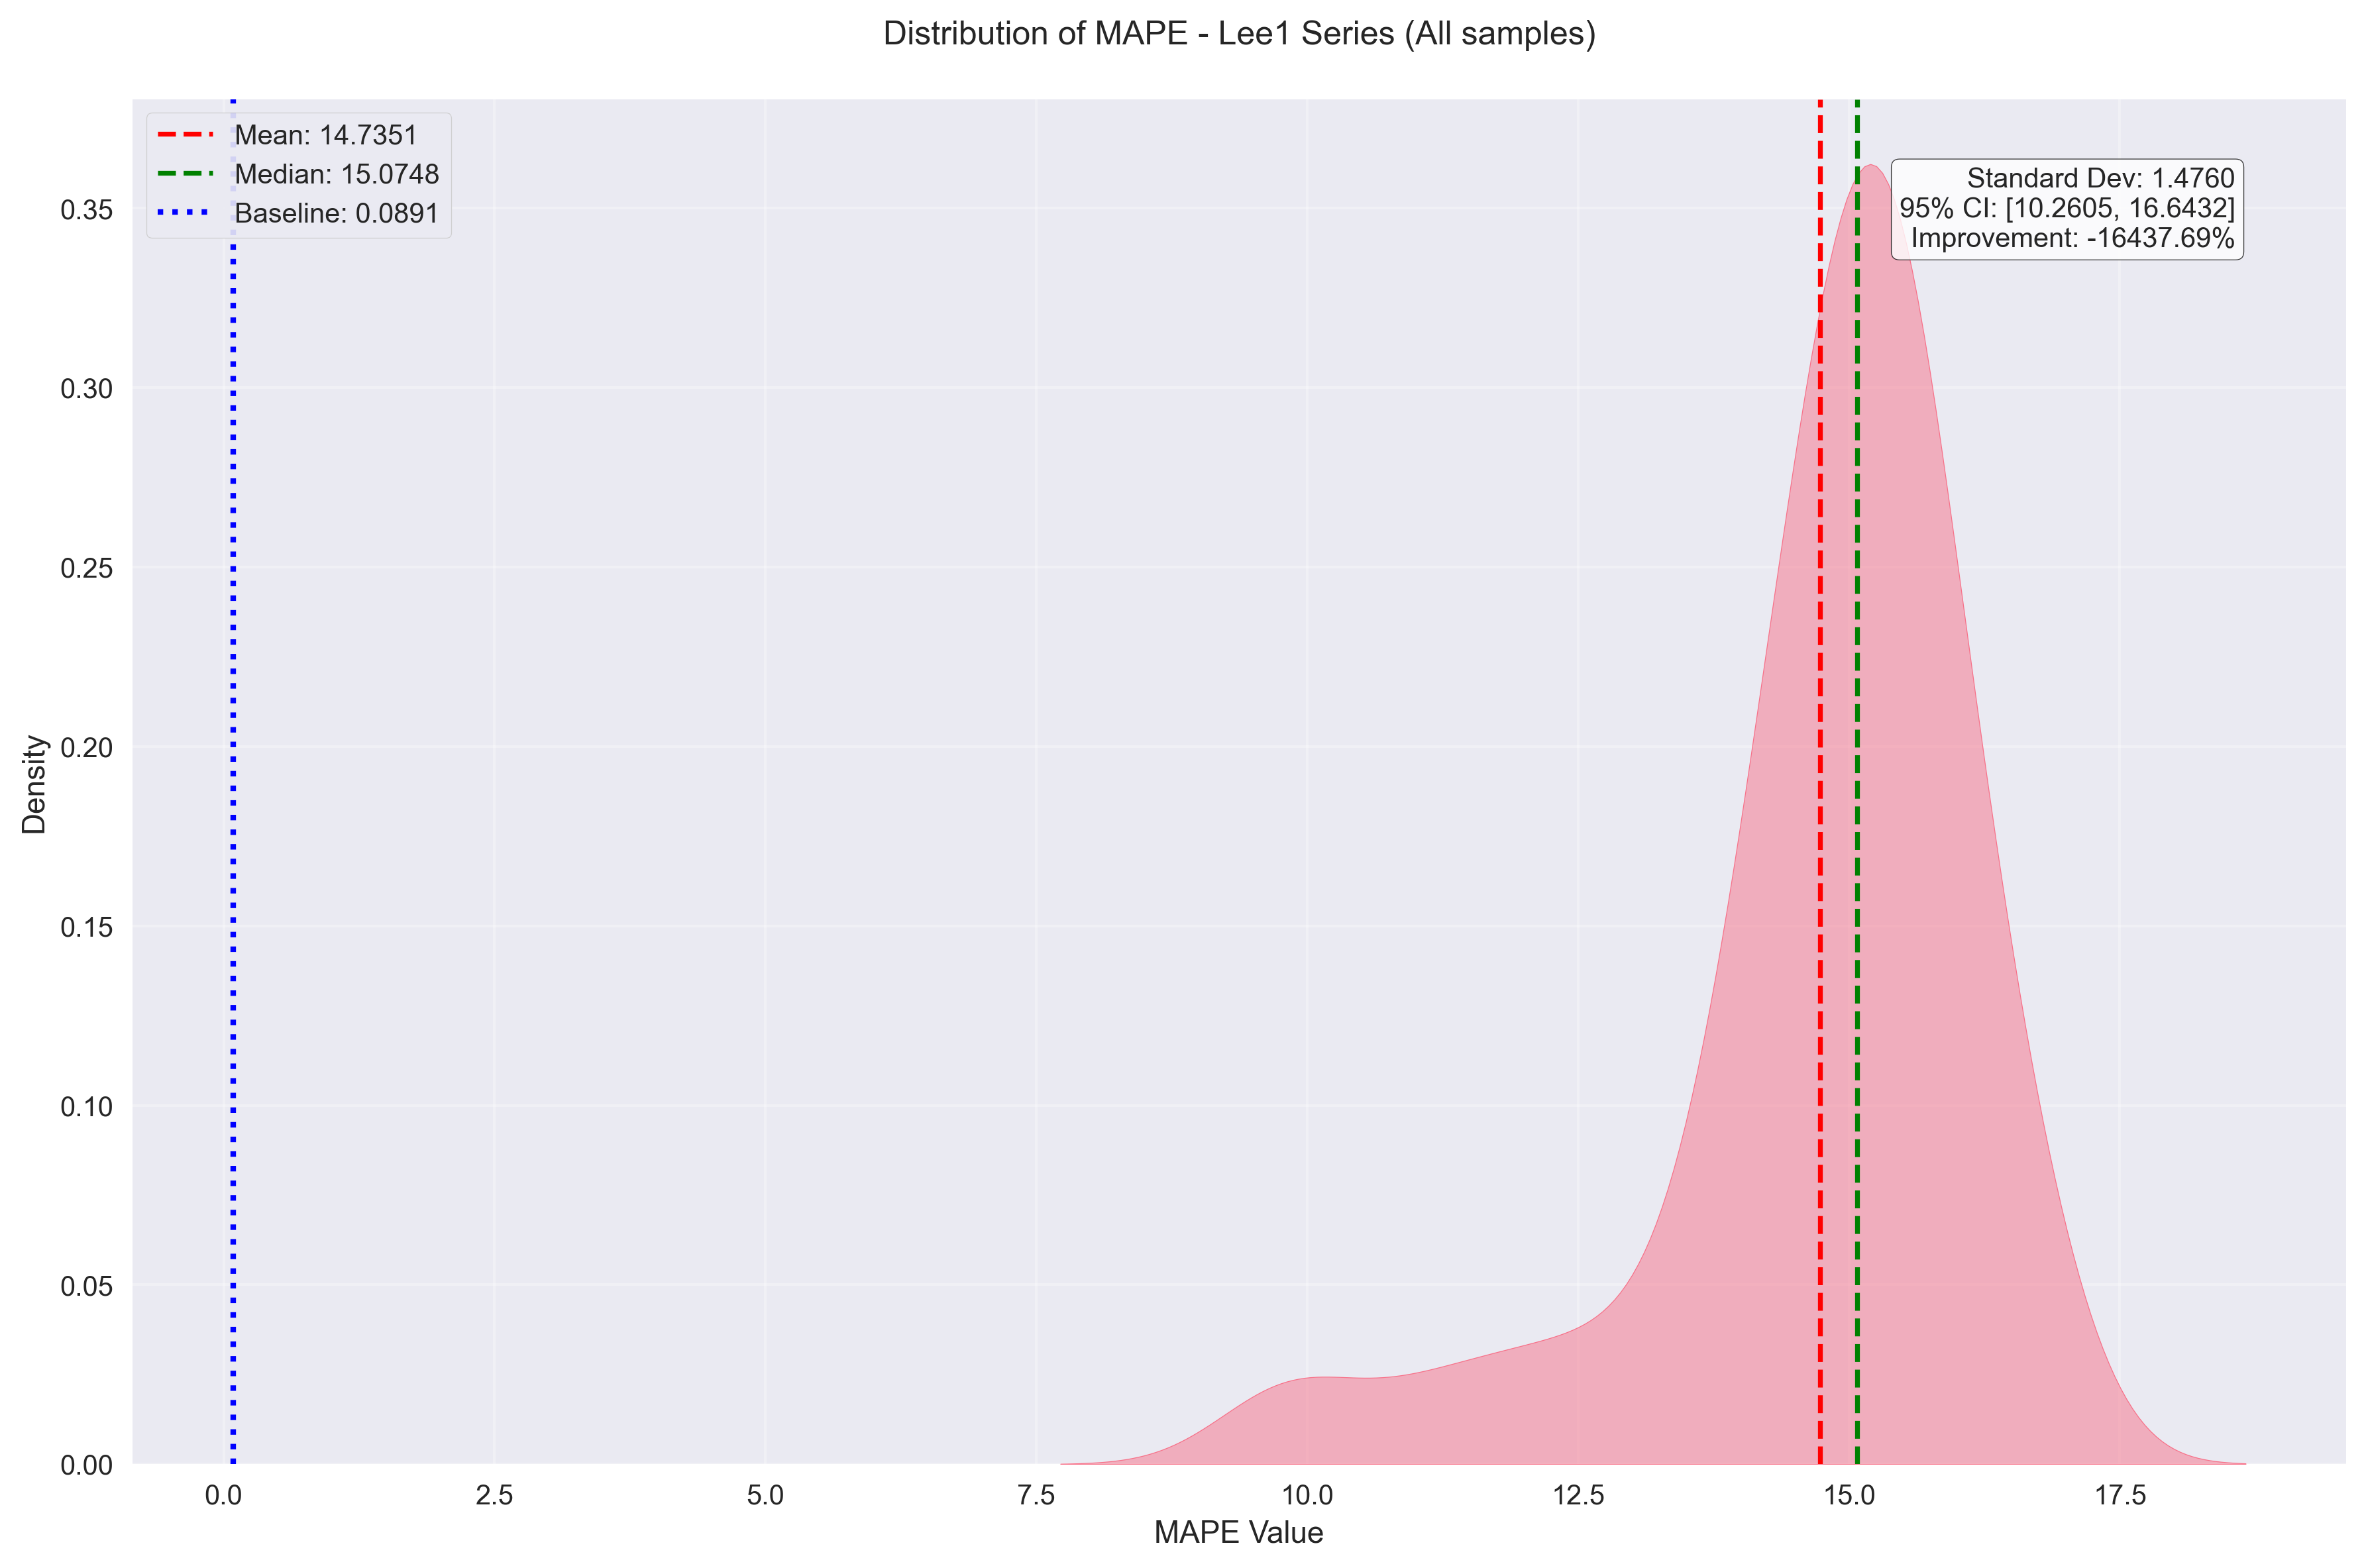 Distribution of MAPE - Lee1 Series (All samples)
Mean: 14.7351
Median: 15.0748
Baseline: 0.0891
Standard Dev: 1.4760
95% CI: [10.2605, 16.6432]
Improvement: -16437.69%
Density
0.35
0.30
0.25
0.20
0.15
0.10
0.05
0.00
0.0 2.5 5.0 7.5 10.0 12.5 15.0 17.5
MAPE Value